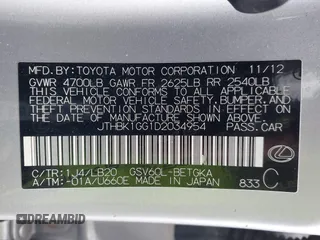 MFD. BY: TOYOTA MOTOR CORPORATION 11/12
GVWR 4700LB GAWR FR 2625LB RR 2540LB
THIS VEHICLE CONFORMS TO ALL APPLICABLE
FEDERAL MOTOR VEHICLE SAFETY, BUMPER,
AND THEFT PREVENTION STANDARDS IN EFFECT
ON THE DATE OF MANUFACTURE SHOWN ABOVE.
JTHBK1GG1D2034954 PASS.CAR
C/TR: 1J4/LB20 GSV60L-BETGKA
A/TM: -01A/U660E MADE IN JAPAN 833 C
DREAMBID